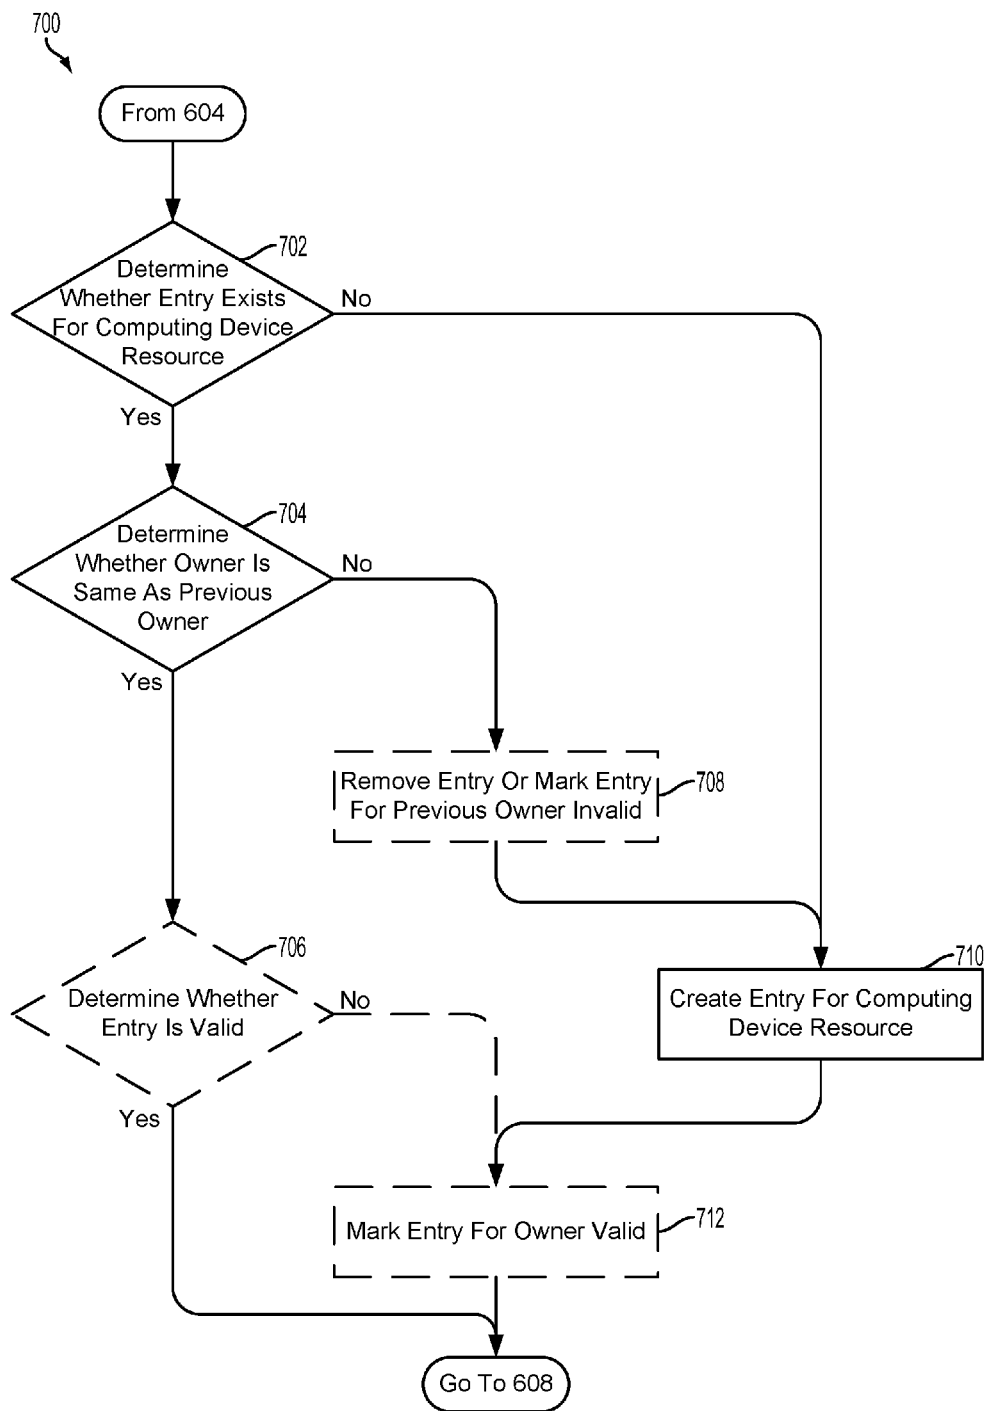 700
From 604
702
Determine
Whether Entry Exists
For Computing Device
Resource
No
Yes
704
Determine
Whether Owner Is
Same As Previous
Owner
No
Yes
Remove Entry Or Mark Entry
For Previous Owner Invalid
708
706
Determine Whether
Entry Is Valid
No
Yes
710
Create Entry For Computing
Device Resource
Mark Entry For Owner Valid
712
Go To 608